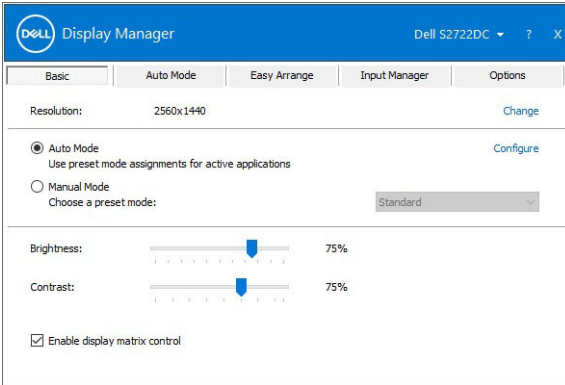 DELL Display Manager Dell S2722DC ? X
Basic Auto Mode Easy Arrange Input Manager Options
Resolution: 2560x1440 Change
Auto Mode Configure
Use preset mode assignments for active applications
Manual Mode
Choose a preset mode: Standard
Brightness: 75%
Contrast: 75%
Enable display matrix control